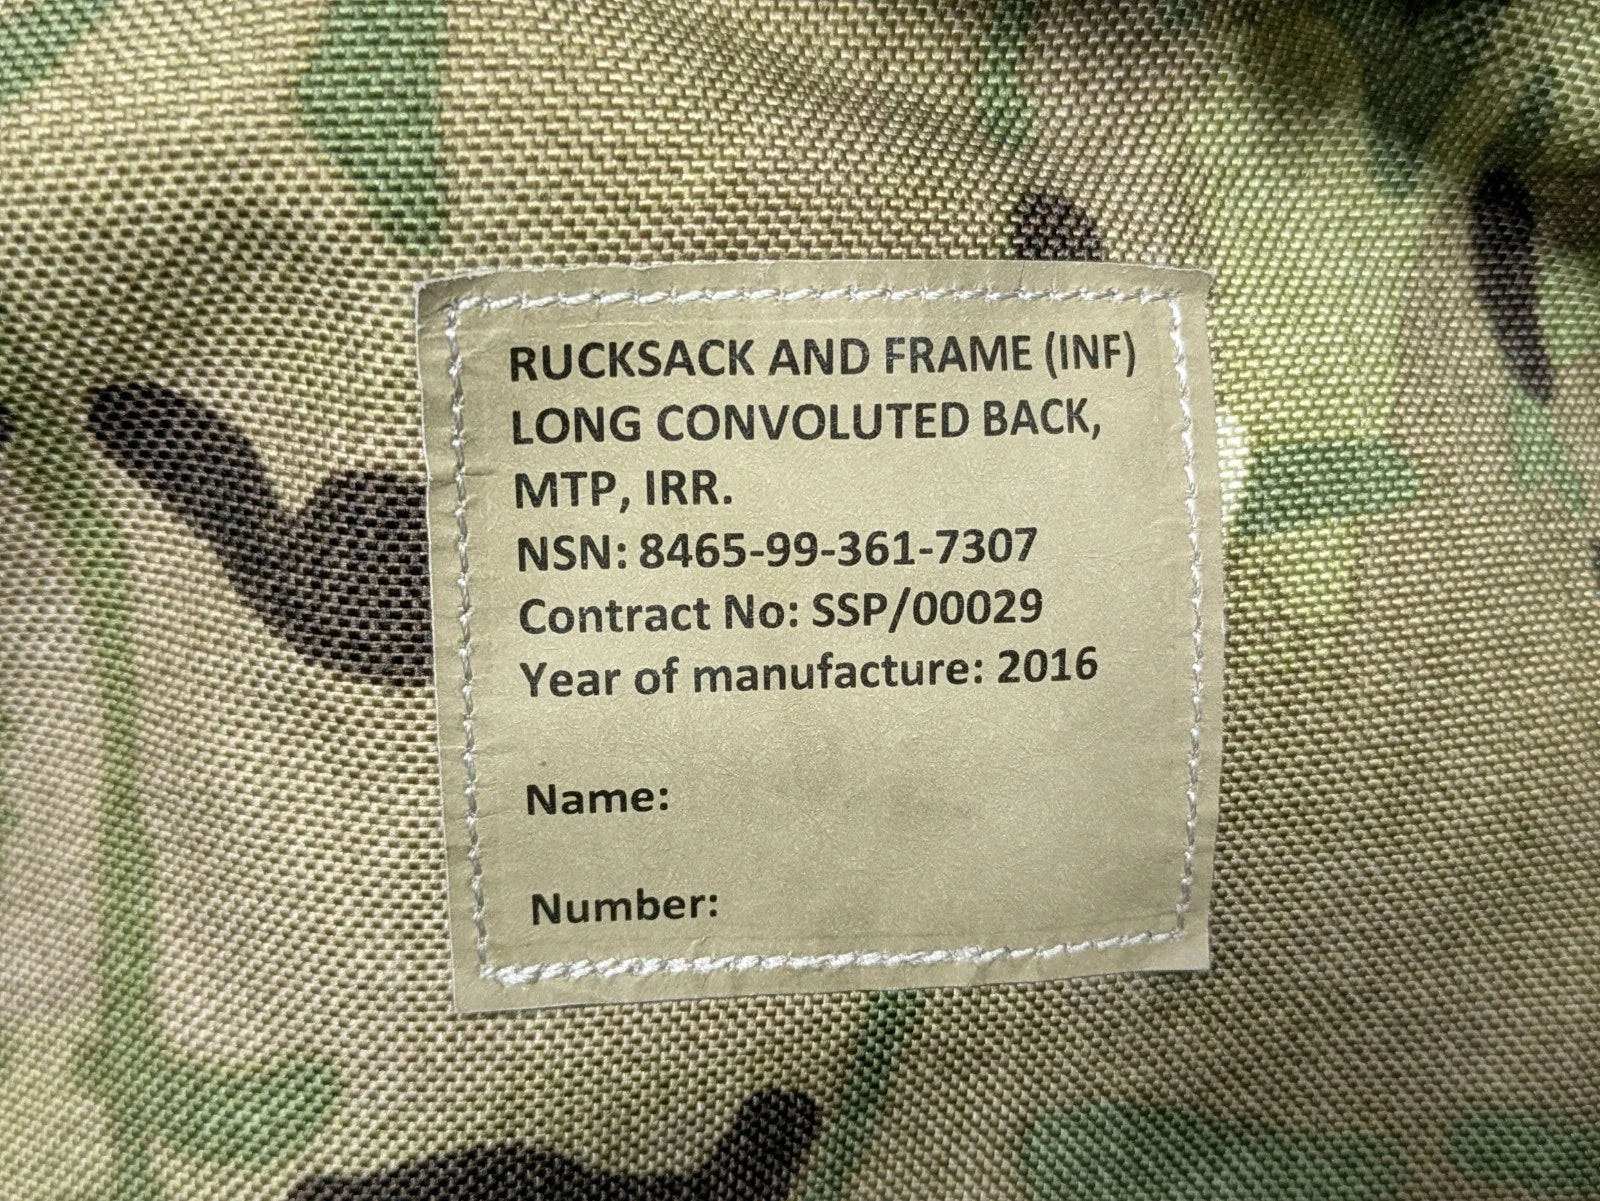 RUCKSACK AND FRAME (INF)
LONG CONVOLUTED BACK,
MTP, IRR.
NSN: 8465-99-361-7307
Contract No: SSP/00029
Year of manufacture: 2016
Name:
Number: